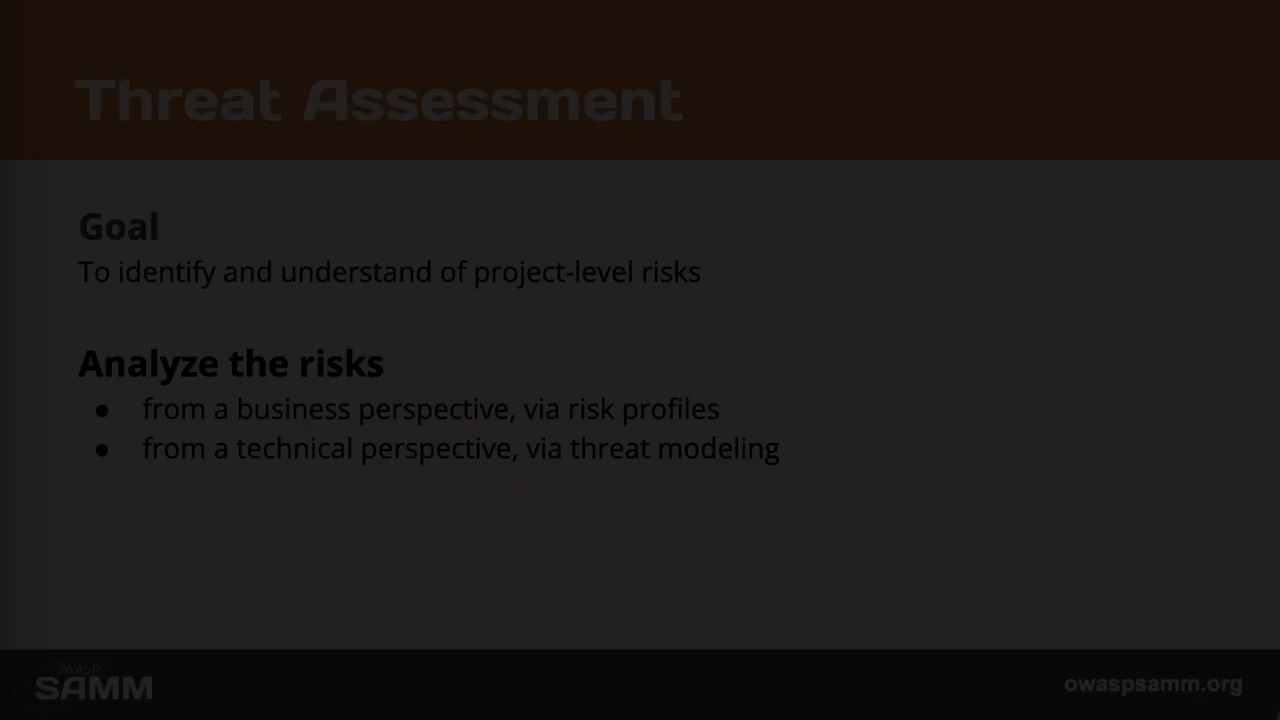 Threat Assessment
Goal
To identify and understand of project-level risks
Analyze the risks
● from a business perspective, via risk profiles
● from a technical perspective, via threat modeling
OWASP
SAMM
owaspsamm.org